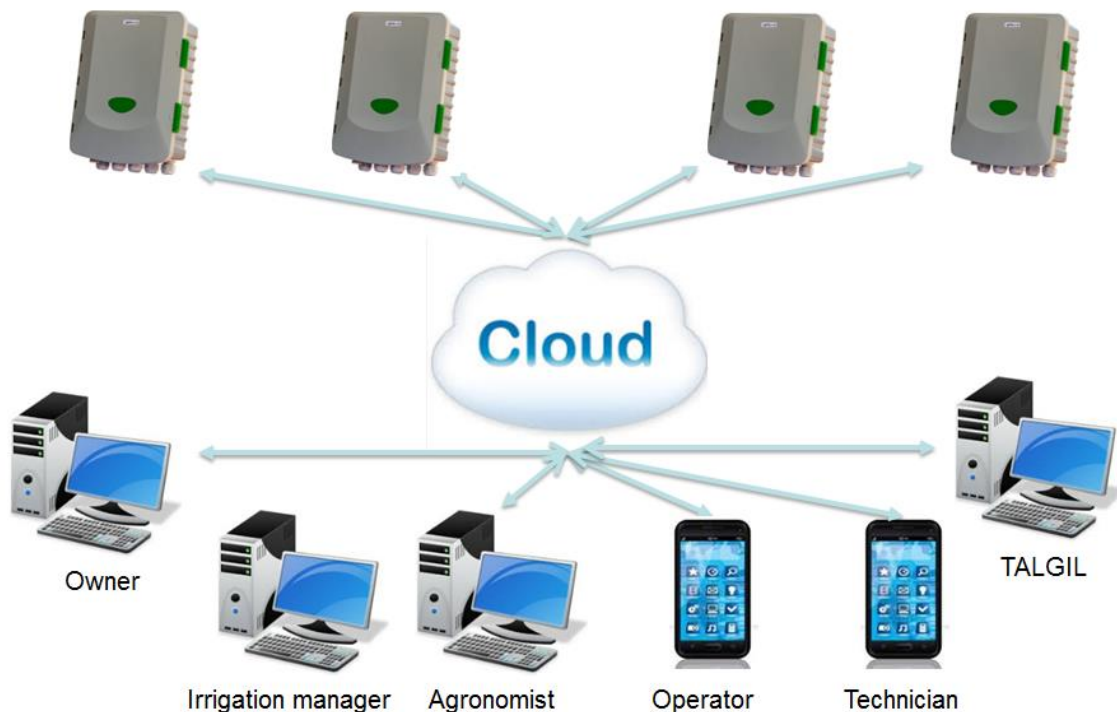 Cloud
Owner
TALGIL
Irrigation manager
Agronomist
Operator
Technician